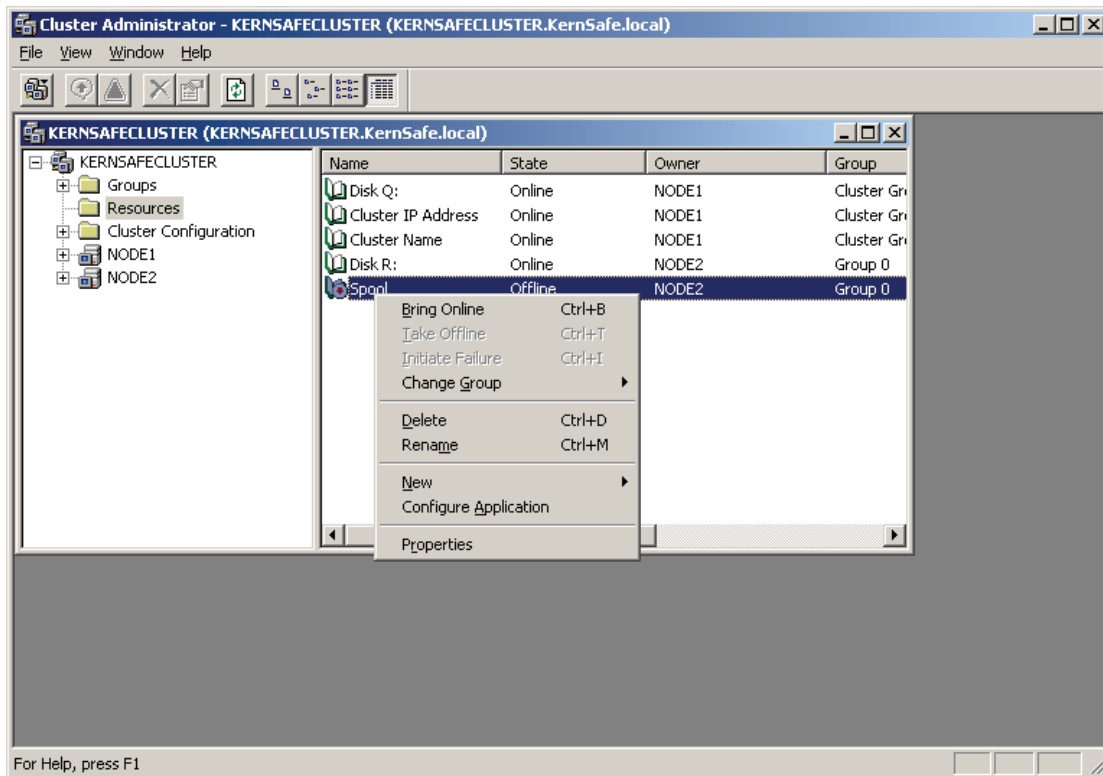 Cluster Administrator - KERNSAFECLUSTER (KERNSAFECLUSTER.KernSafe.local)
File View Window Help
KERNSAFECLUSTER (KERNSAFECLUSTER.KernSafe.local)
KERNSAFECLUSTER
Groups
Resources
Cluster Configuration
NODE1
NODE2
Name State Owner Group
Disk Q: Online NODE1 Cluster Gr
Cluster IP Address Online NODE1 Cluster Gr
Cluster Name Online NODE1 Cluster Gr
Disk R: Online NODE2 Group 0
Spool Offline NODE2 Group 0
Bring Online Ctrl+B
Take Offline Ctrl+T
Initiate Failure Ctrl+I
Change Group
Delete Ctrl+D
Rename Ctrl+M
New
Configure Application
Properties
For Help, press F1